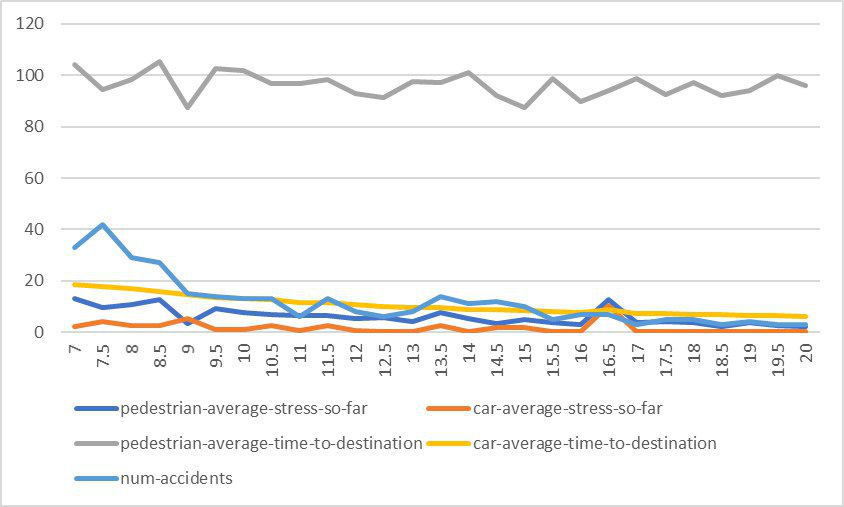 120
100
80
60
40
20
0
7 7.5 8 8.5 9 9.5 10 10.5 11 11.5 12 12.5 13 13.5 14 14.5 15 15.5 16 16.5 17 17.5 18 18.5 19 19.5 20
pedestrian-average-stress-so-far car-average-stress-so-far
pedestrian-average-time-to-destination car-average-time-to-destination
num-accidents